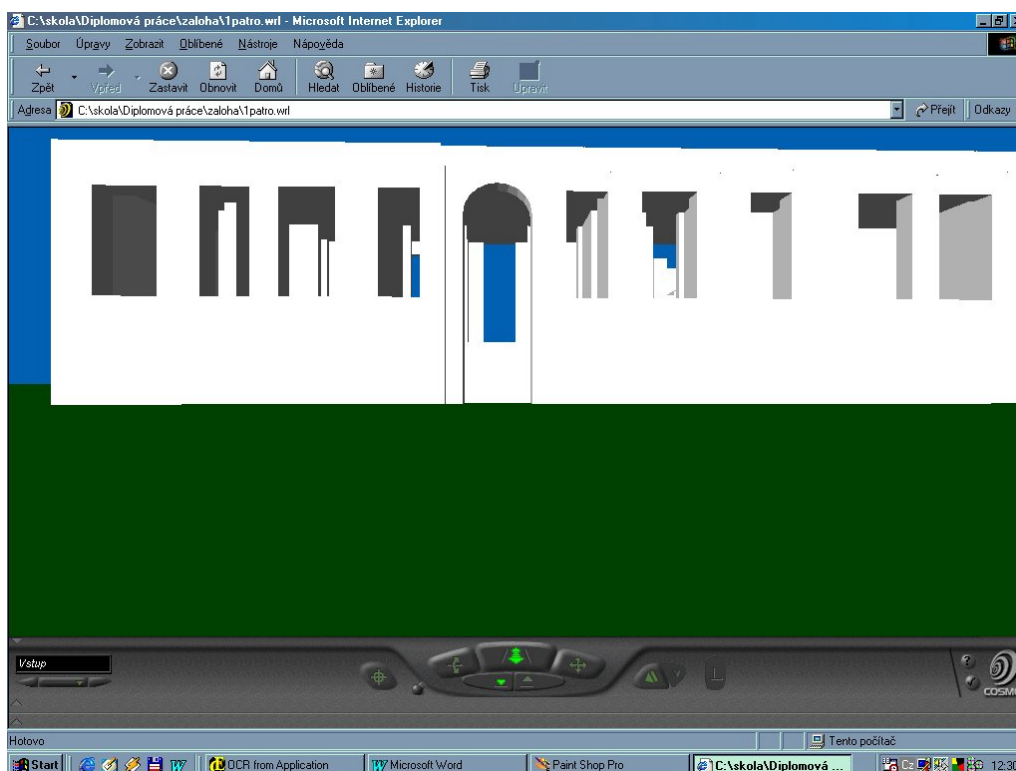 C:\skola\Diplomová práce\zaloha\1patro.wrl - Microsoft Internet Explorer
Soubor Úpravy Zobrazit Oblíbené Nástroje Nápověda
Zpět Vpřed Zastavit Obnovit Domů Hledat Oblíbené Historie Tisk Upravit
Adresa C:\skola\Diplomová práce\zaloha\1patro.wrl Přejít Odkazy
Vstup
?
COSMO
Hotovo Tento počítač
Start OCR from Application Microsoft Word Paint Shop Pro C:\skola\Diplomová ... Cz 12:30